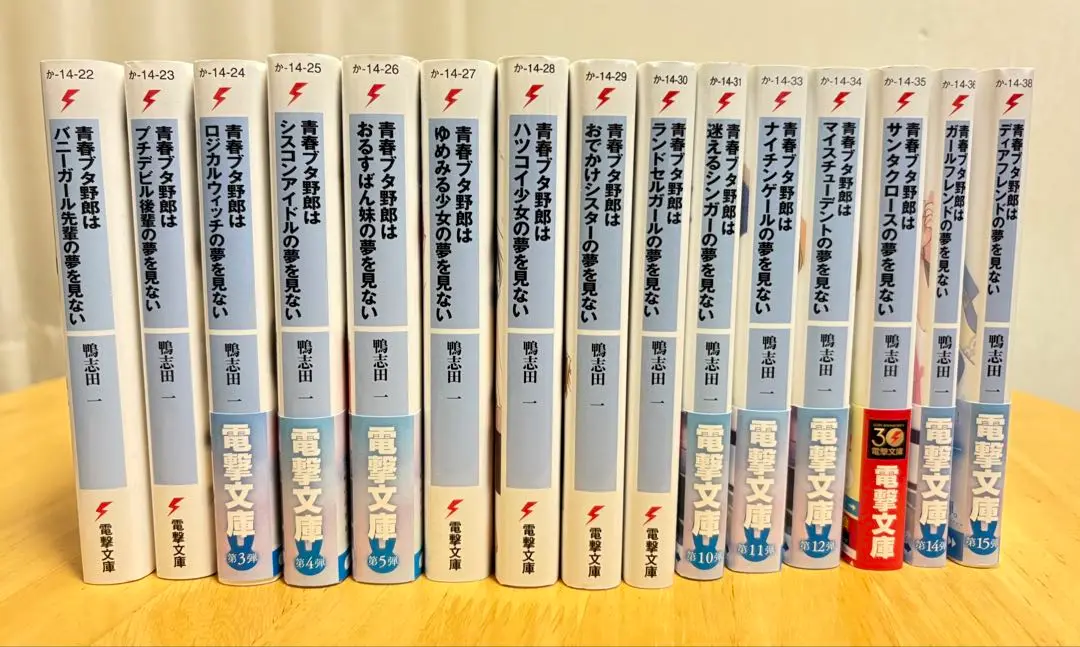 か-14-22
青春ブタ野郎は
バニーガール先輩の夢を見ない
鴨志田 一
か-14-23
青春ブタ野郎は
プチデビル後輩の夢を見ない
鴨志田 一
電撃文庫
か-14-24
青春ブタ野郎は
ロジカルウィッチの夢を見ない
鴨志田 一
電撃文庫
第3弾
か-14-25
青春ブタ野郎は
シスコンアイドルの夢を見ない
鴨志田 一
電撃文庫
第4弾
か-14-26
青春ブタ野郎は
おるすばん妹の夢を見ない
鴨志田 一
電撃文庫
第5弾
か-14-27
青春ブタ野郎は
ゆめみる少女の夢を見ない
鴨志田 一
電撃文庫
か-14-28
青春ブタ野郎は
ハツコイ少女の夢を見ない
鴨志田 一
電撃文庫
か-14-29
青春ブタ野郎は
おでかけシスターの夢を見ない
鴨志田 一
電撃文庫
か-14-30
青春ブタ野郎は
ランドセルガールの夢を見ない
鴨志田 一
電撃文庫
か-14-31
青春ブタ野郎は
迷えるシンガーの夢を見ない
鴨志田 一
電撃文庫
第10弾
か-14-33
青春ブタ野郎は
ナイチンゲールの夢を見ない
鴨志田 一
電撃文庫
第11弾
か-14-34
青春ブタ野郎は
マイスチューデントの夢を見ない
鴨志田 一
電撃文庫
第12弾
か-14-35
青春ブタ野郎は
サンタクロースの夢を見ない
鴨志田 一
30
電撃文庫
電撃文庫
か-14-36
青春ブタ野郎は
ガールフレンドの夢を見ない
鴨志田 一
電撃文庫
第14弾
か-14-38
青春ブタ野郎は
ディアフレンドの夢を見ない
鴨志田 一
電撃文庫
第15弾